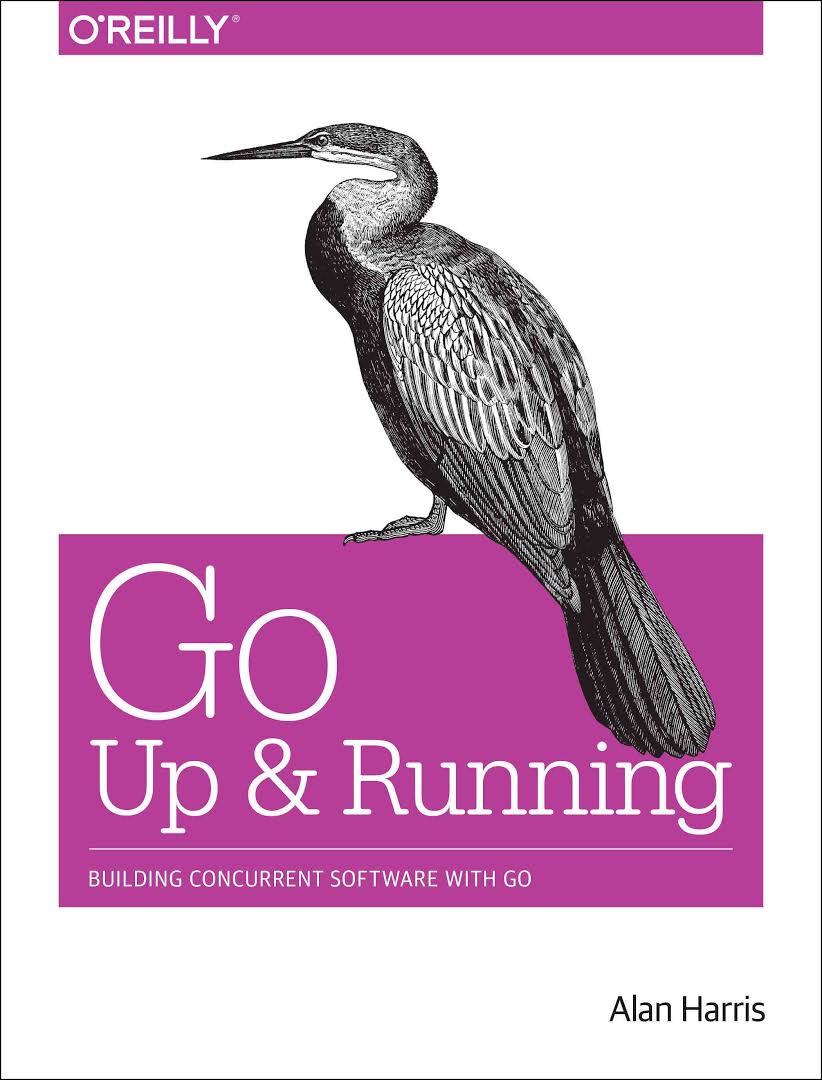 O'REILLY®
Go
Up & Running
BUILDING CONCURRENT SOFTWARE WITH GO
Alan Harris